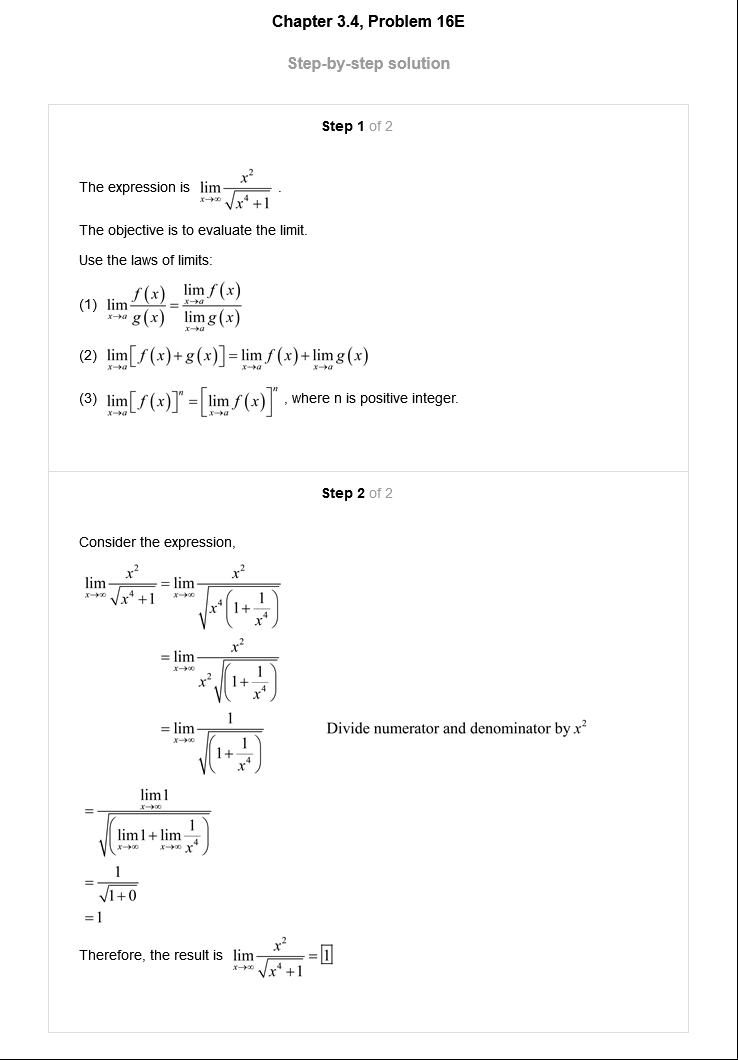 Chapter 3.4, Problem 16E
Step-by-step solution
Step 1 of 2
The expression is $\lim_{x \to \infty} \frac{x^2}{\sqrt{x^4+1}}$ .
The objective is to evaluate the limit.
Use the laws of limits:
(1) $\lim_{x \to a} \frac{f(x)}{g(x)} = \frac{\lim_{x \to a} f(x)}{\lim_{x \to a} g(x)}$
(2) $\lim_{x \to a} [f(x)+g(x)] = \lim_{x \to a} f(x) + \lim_{x \to a} g(x)$
(3) $\lim_{x \to a} [f(x)]^n = \left[\lim_{x \to a} f(x)\right]^n$ , where n is positive integer.
Step 2 of 2
Consider the expression,
$\lim_{x \to \infty} \frac{x^2}{\sqrt{x^4+1}} = \lim_{x \to \infty} \frac{x^2}{\sqrt{x^4\left(1+\frac{1}{x^4}\right)}}$
$= \lim_{x \to \infty} \frac{x^2}{x^2\sqrt{\left(1+\frac{1}{x^4}\right)}}$
$= \lim_{x \to \infty} \frac{1}{\sqrt{\left(1+\frac{1}{x^4}\right)}}$ Divide numerator and denominator by $x^2$
$= \frac{\lim_{x \to \infty} 1}{\sqrt{\left(\lim_{x \to \infty} 1 + \lim_{x \to \infty} \frac{1}{x^4}\right)}}$
$= \frac{1}{\sqrt{1+0}}$
$= 1$
Therefore, the result is $\lim_{x \to \infty} \frac{x^2}{\sqrt{x^4+1}} = \boxed{1}$